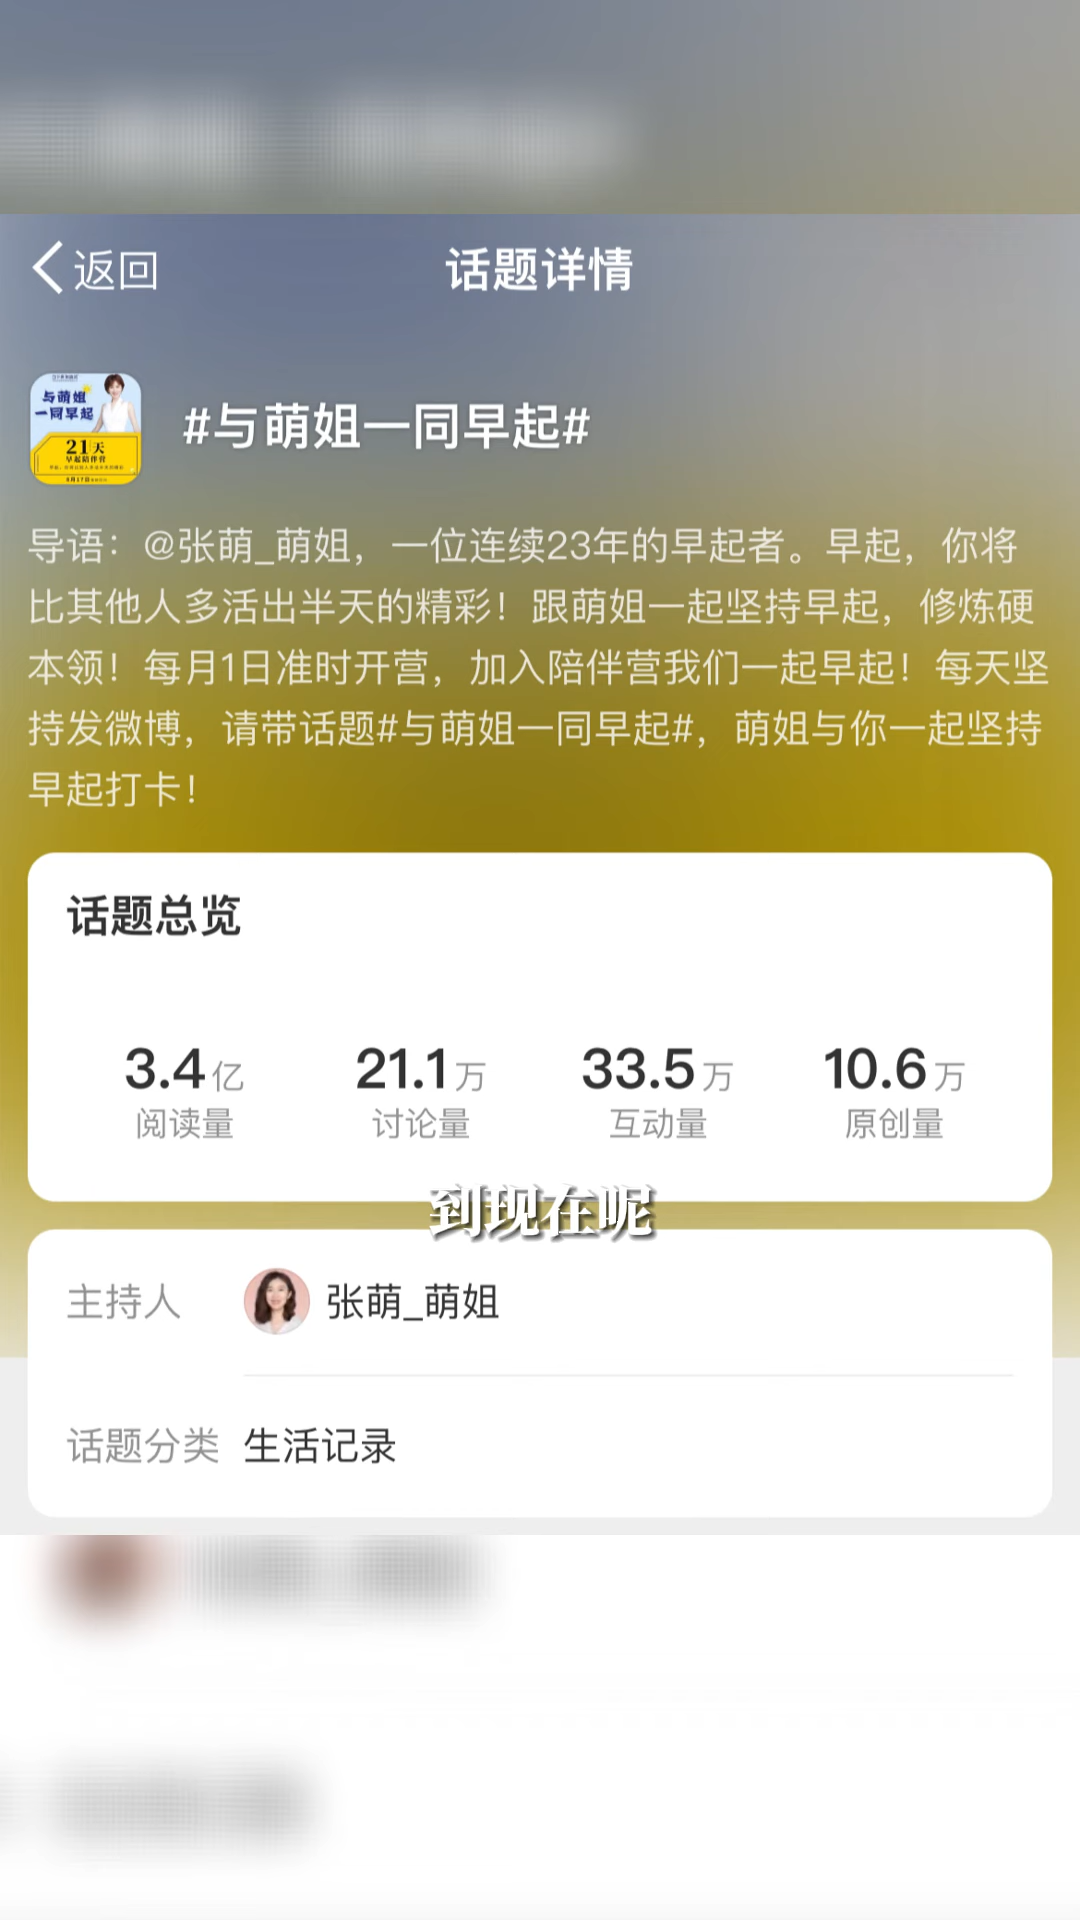 返回
话题详情
与萌姐
一同早起
21天
早起陪伴营
#与萌姐一同早起#
导语：@张萌_萌姐，一位连续23年的早起者。早起，你将
比其他人多活出半天的精彩！跟萌姐一起坚持早起，修炼硬
本领！每月1日准时开营，加入陪伴营我们一起早起！每天坚
持发微博，请带话题#与萌姐一同早起#，萌姐与你一起坚持
早起打卡！
话题总览
3.4亿 21.1万 33.5万 10.6万
阅读量 讨论量 互动量 原创量
到现在呢
主持人 张萌_萌姐
话题分类 生活记录